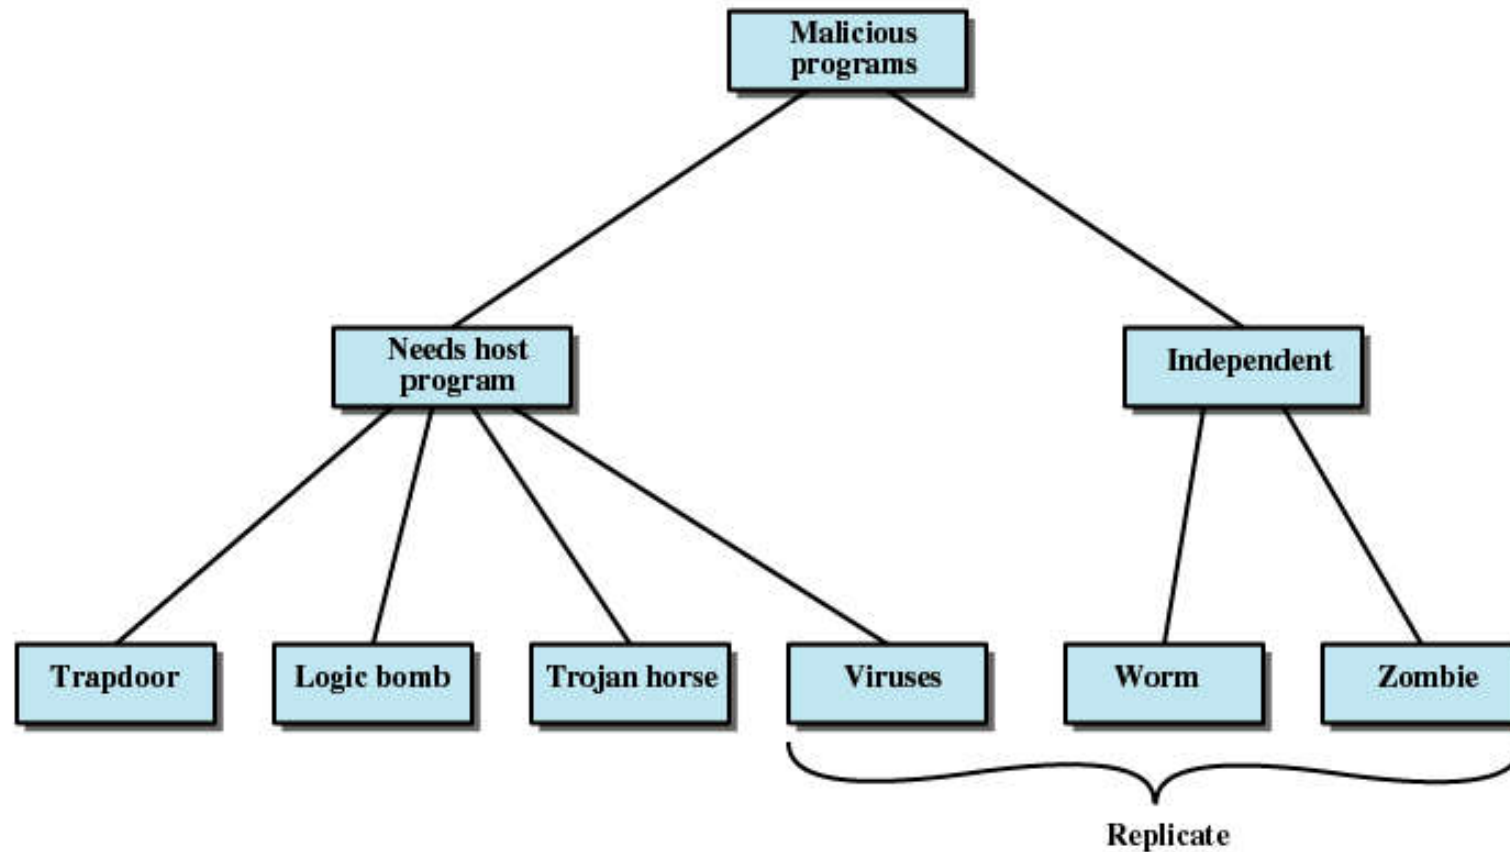 Malicious
programs
Needs host
program
Independent
Trapdoor
Logic bomb
Trojan horse
Viruses
Worm
Zombie
Replicate